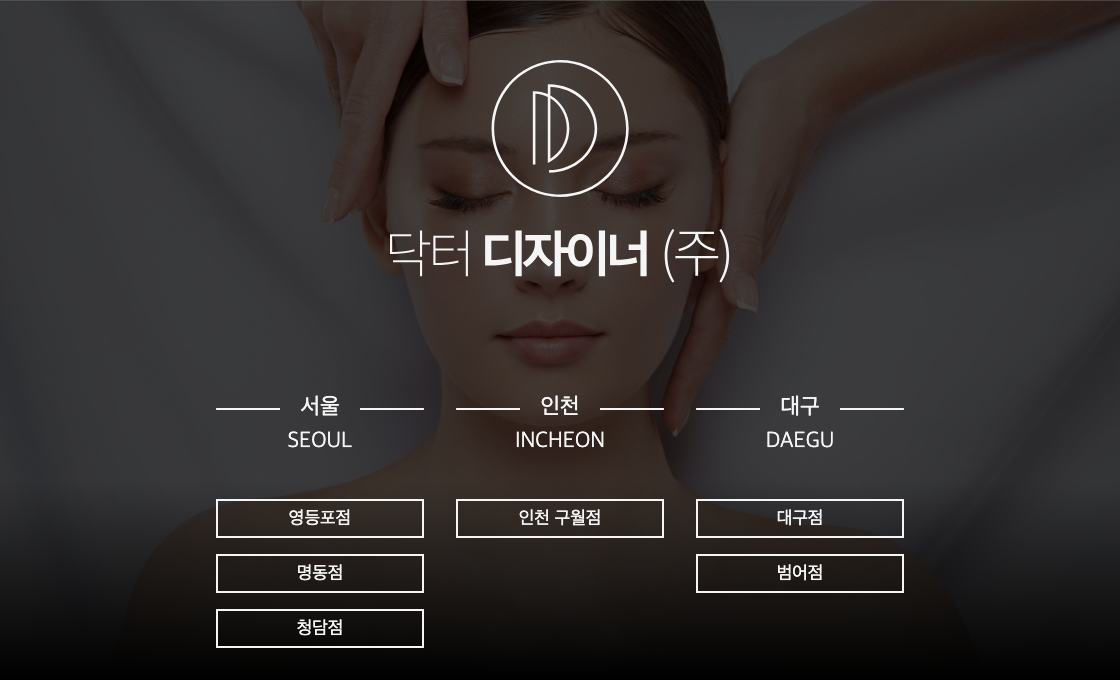 닥터 디자이너 (주)
서울
SEOUL
영등포점
명동점
청담점
인천
INCHEON
인천 구월점
대구
DAEGU
대구점
범어점